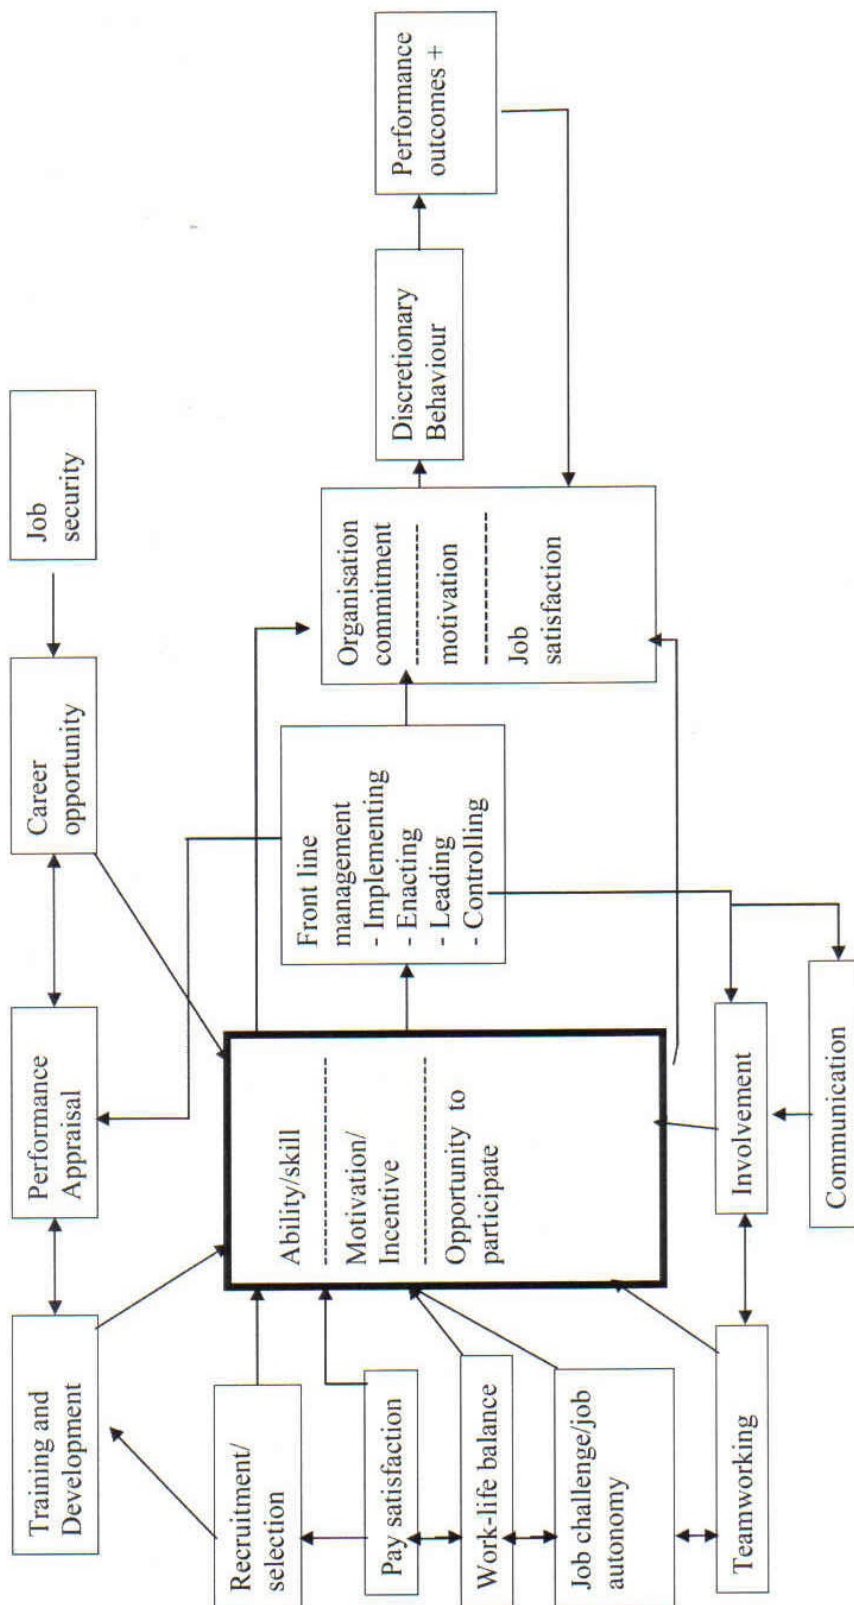 Training and
Development
Performance
Appraisal
Career
opportunity
Job
security
Recruitment/
selection
Pay satisfaction
Work-life balance
Job challenge/job
autonomy
Teamworking
Ability/skill
Motivation/
Incentive
Opportunity to
participate
Front line
management
- Implementing
- Enacting
- Leading
- Controlling
Organisation
commitment
motivation
Job
satisfaction
Discretionary
Behaviour
Performance
outcomes +
Involvement
Communication